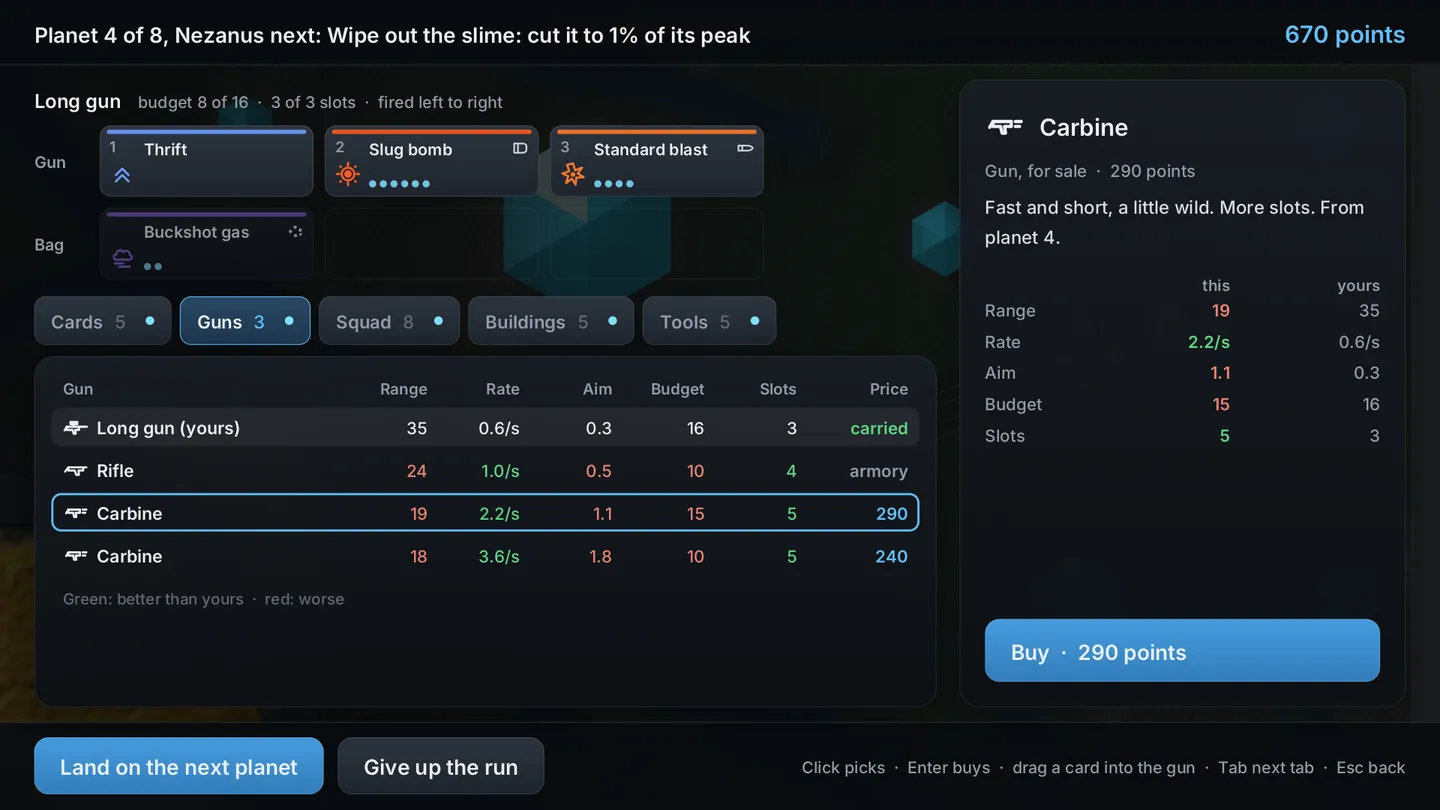 Planet 4 of 8, Nezanus next: Wipe out the slime: cut it to 1% of its peak
670 points
Long gun budget 8 of 16 · 3 of 3 slots · fired left to right
Gun
1 Thrift
2 Slug bomb
3 Standard blast
Bag
Buckshot gas
Cards 5
Guns 3
Squad 8
Buildings 5
Tools 5
Gun Range Rate Aim Budget Slots Price
Long gun (yours) 35 0.6/s 0.3 16 3 carried
Rifle 24 1.0/s 0.5 10 4 armory
Carbine 19 2.2/s 1.1 15 5 290
Carbine 18 3.6/s 1.8 10 5 240
Green: better than yours · red: worse
Carbine
Gun, for sale · 290 points
Fast and short, a little wild. More slots. From
planet 4.
this yours
Range 19 35
Rate 2.2/s 0.6/s
Aim 1.1 0.3
Budget 15 16
Slots 5 3
Buy · 290 points
Land on the next planet
Give up the run
Click picks · Enter buys · drag a card into the gun · Tab next tab · Esc back